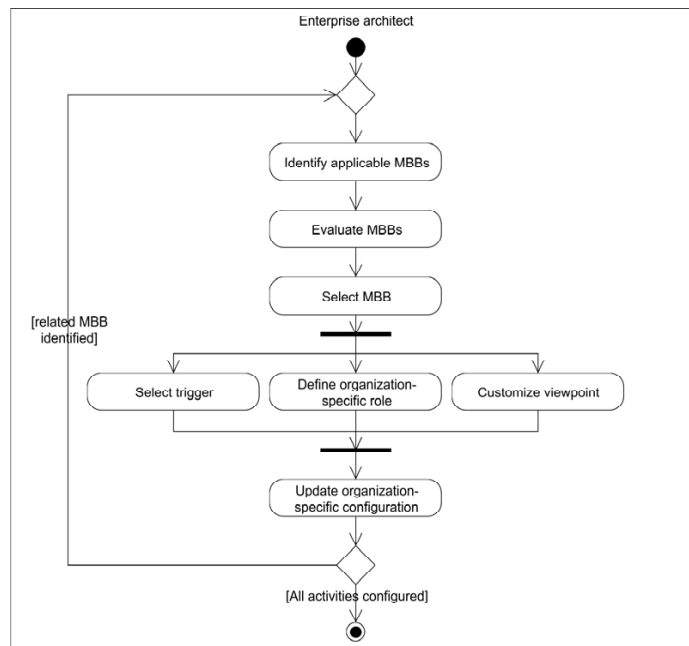 Enterprise architect
Identify applicable MBBs
Evaluate MBBs
Select MBB
[related MBB
identified]
Select trigger
Define organization-
specific role
Customize viewpoint
Update organization-
specific configuration
[All activities configured]